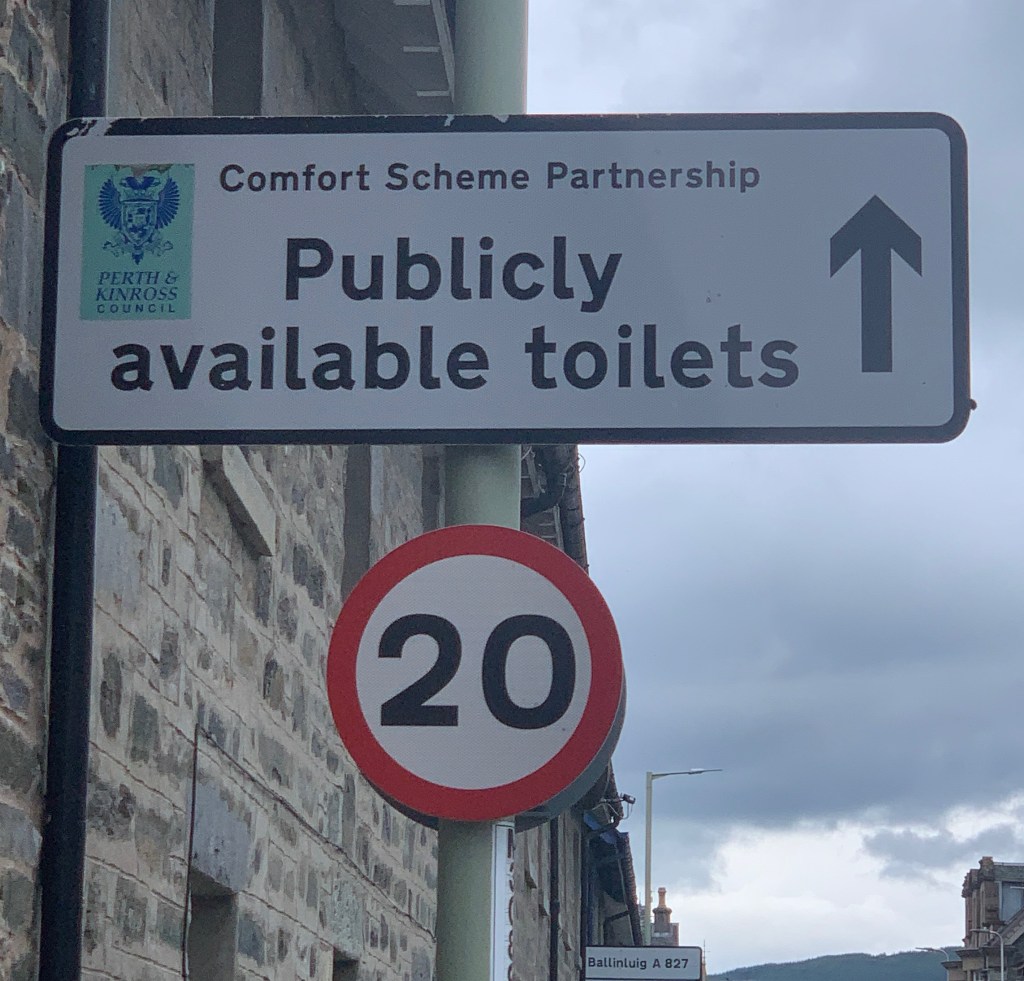 Comfort Scheme Partnership
PERTH &
KINROSS
COUNCIL
Publicly
available toilets
20
Ballinluig A 827